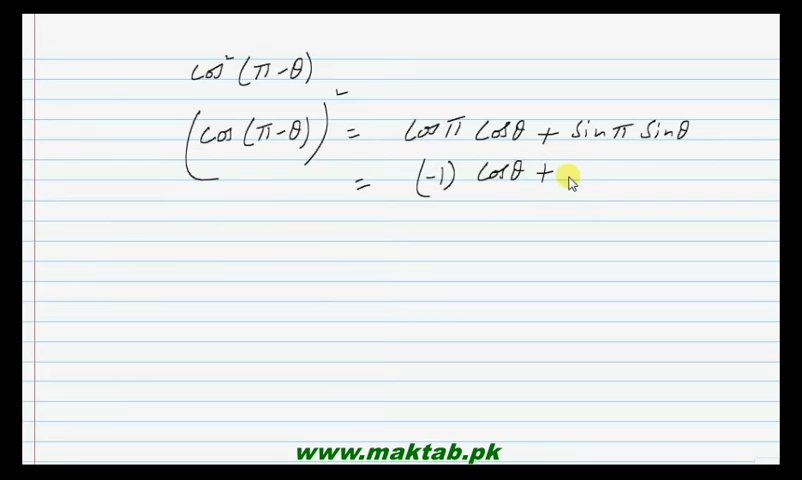 cos²(π-θ)
(cos(π-θ))² = cosπ cosθ + sinπ sinθ
= (-1) cosθ +
www.maktab.pk